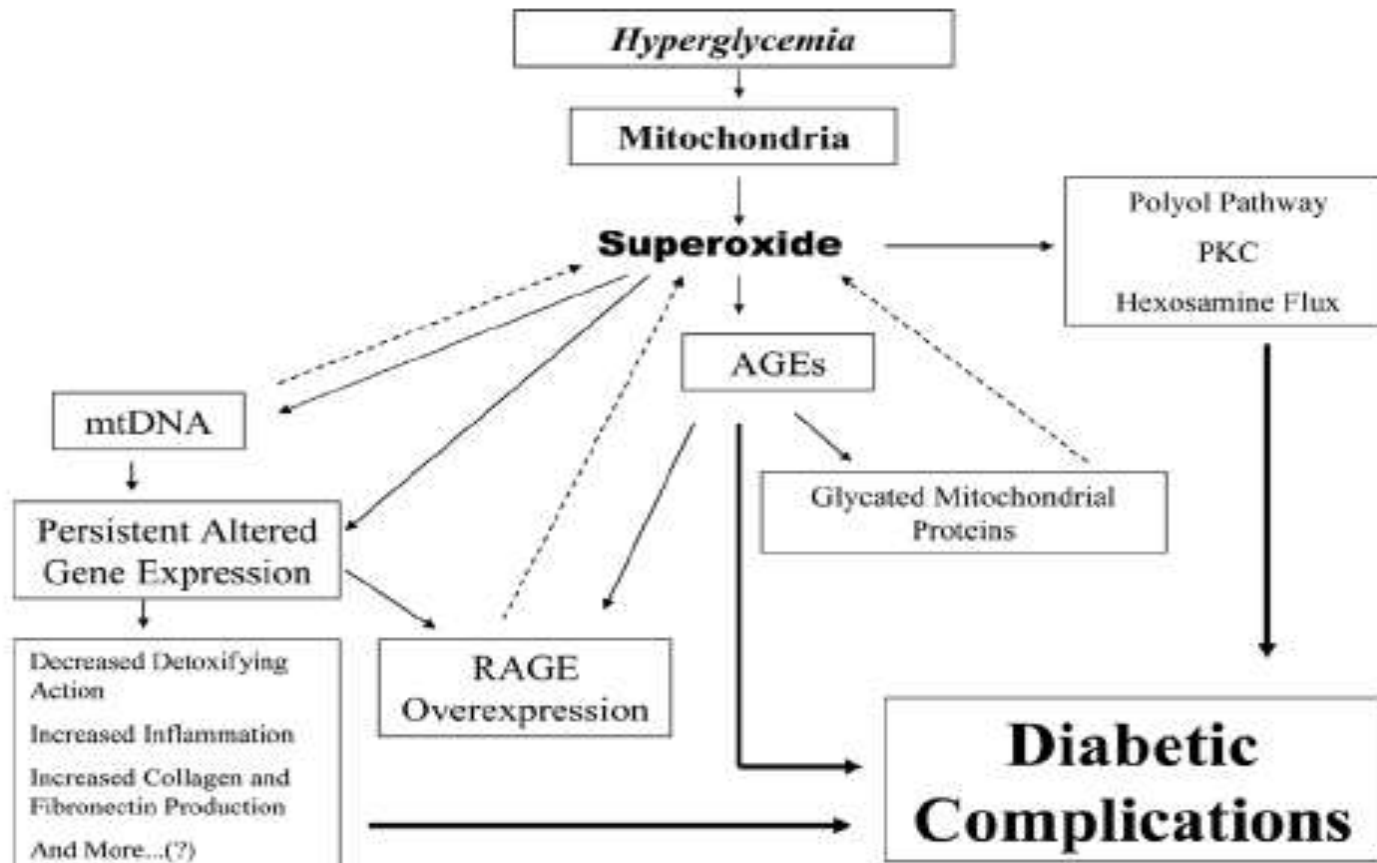 Hyperglycemia
Mitochondria
Superoxide
Polyol Pathway
PKC
Hexosamine Flux
AGEs
mtDNA
Glycated Mitochondrial
Proteins
Persistent Altered
Gene Expression
RAGE
Overexpression
Decreased Detoxifying
Action
Increased Inflammation
Increased Collagen and
Fibronectin Production
And More...(?)
Diabetic
Complications